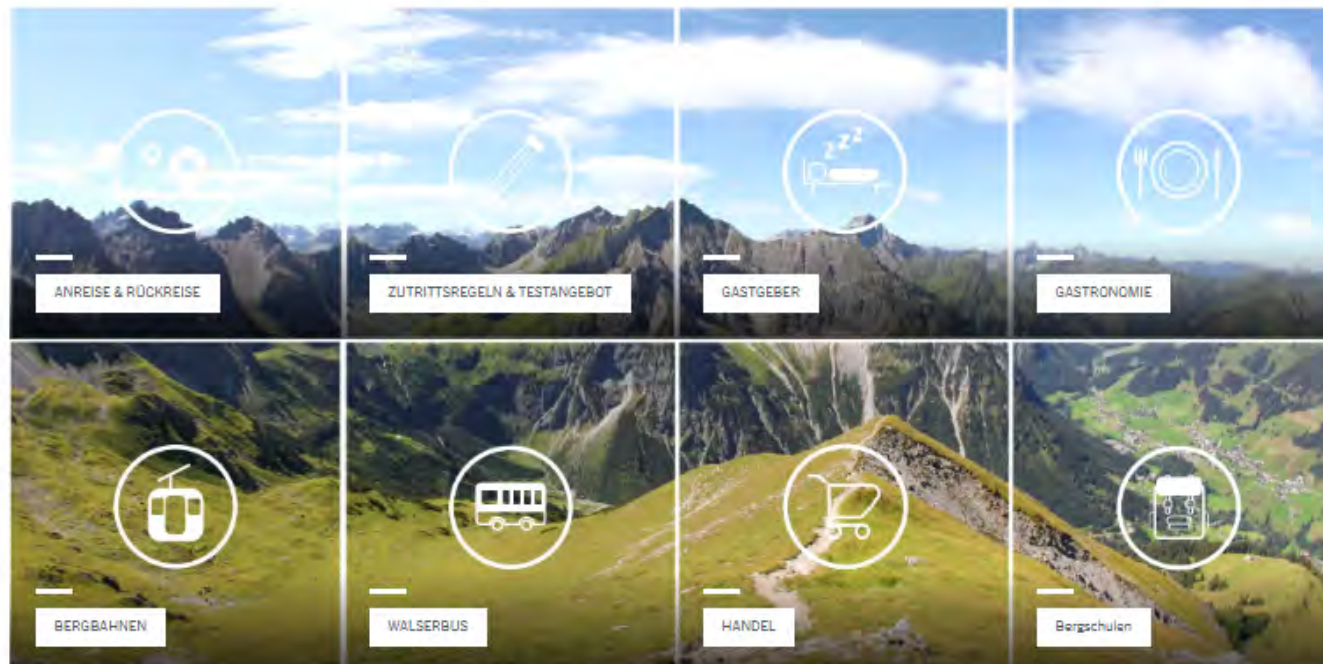 ANREISE & RÜCKREISE
ZUTRITTSREGELN & TESTANGEBOT
GASTGEBER
GASTRONOMIE
BERGBAHNEN
WALSERBUS
HANDEL
Bergschulen